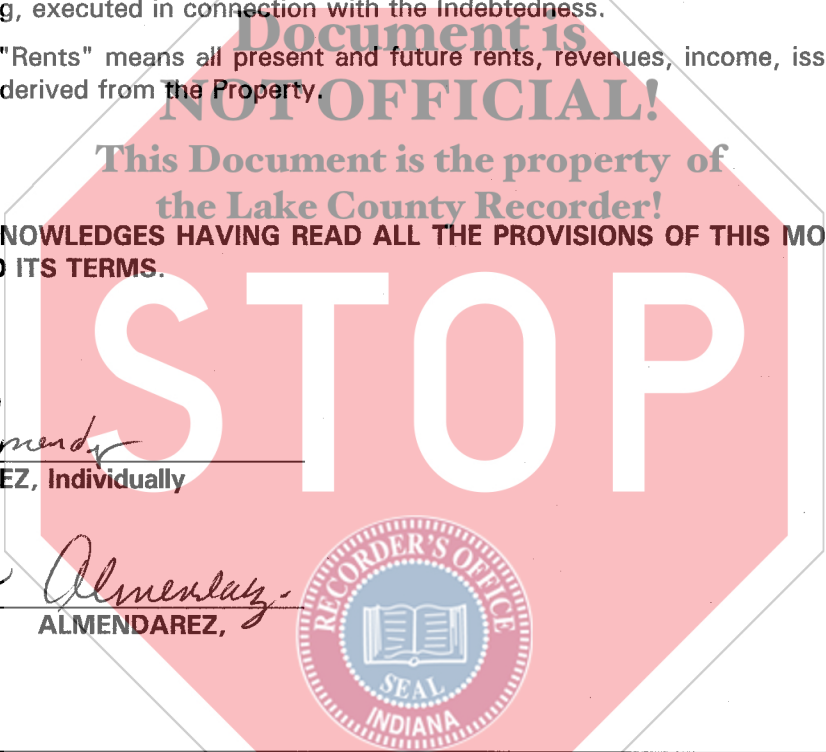 g, executed in connection with the Indebtedness.
Document is
"Rents" means all present and future rents, revenues, income, iss
derived from the Property.
NOT OFFICIAL!
This Document is the property of
the Lake County Recorder!
NOWLEDGES HAVING READ ALL THE PROVISIONS OF THIS MO
ITS TERMS.
STOP
EZ, Individually
Almendarez
ALMENDAREZ,
RECORDER'S OFFICE
SEAL
INDIANA